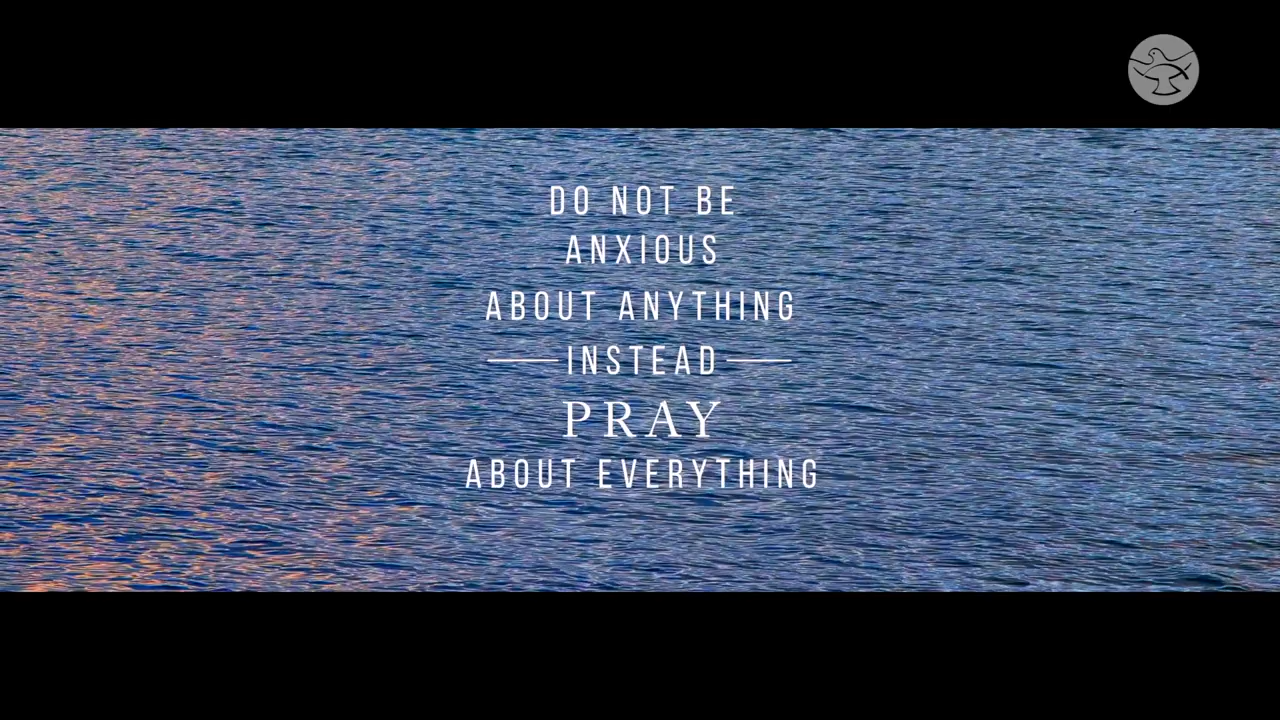 DO NOT BE
ANXIOUS
ABOUT ANYTHING
INSTEAD
PRAY
ABOUT EVERYTHING